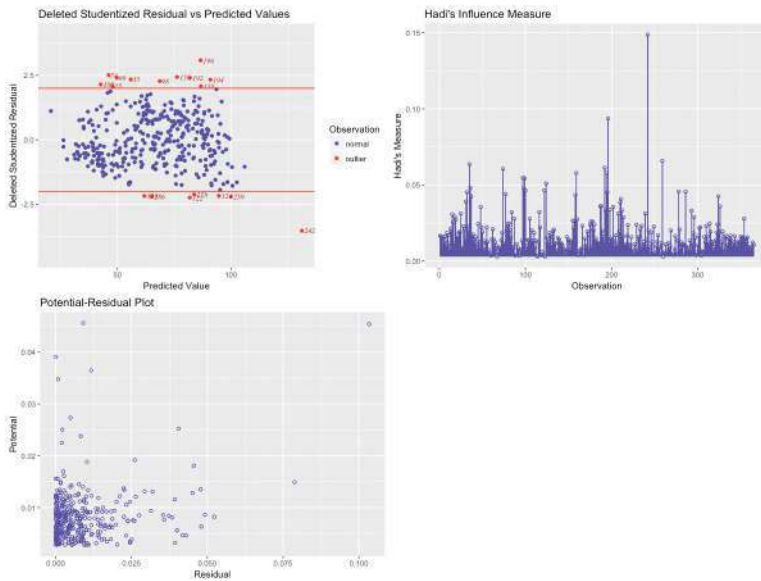 Deleted Studentized Residual vs Predicted Values
Deleted Studentized Residual
2.5
0.0
-2.5
50
100
Predicted Value
242
Observation
normal
outlier
Hadi's Influence Measure
Hadi's Measure
0.15
0.10
0.05
0.00
0
100
200
300
Observation
Potential-Residual Plot
Potential
0.04
0.03
0.02
0.01
0.000
0.025
0.050
0.075
0.100
Residual